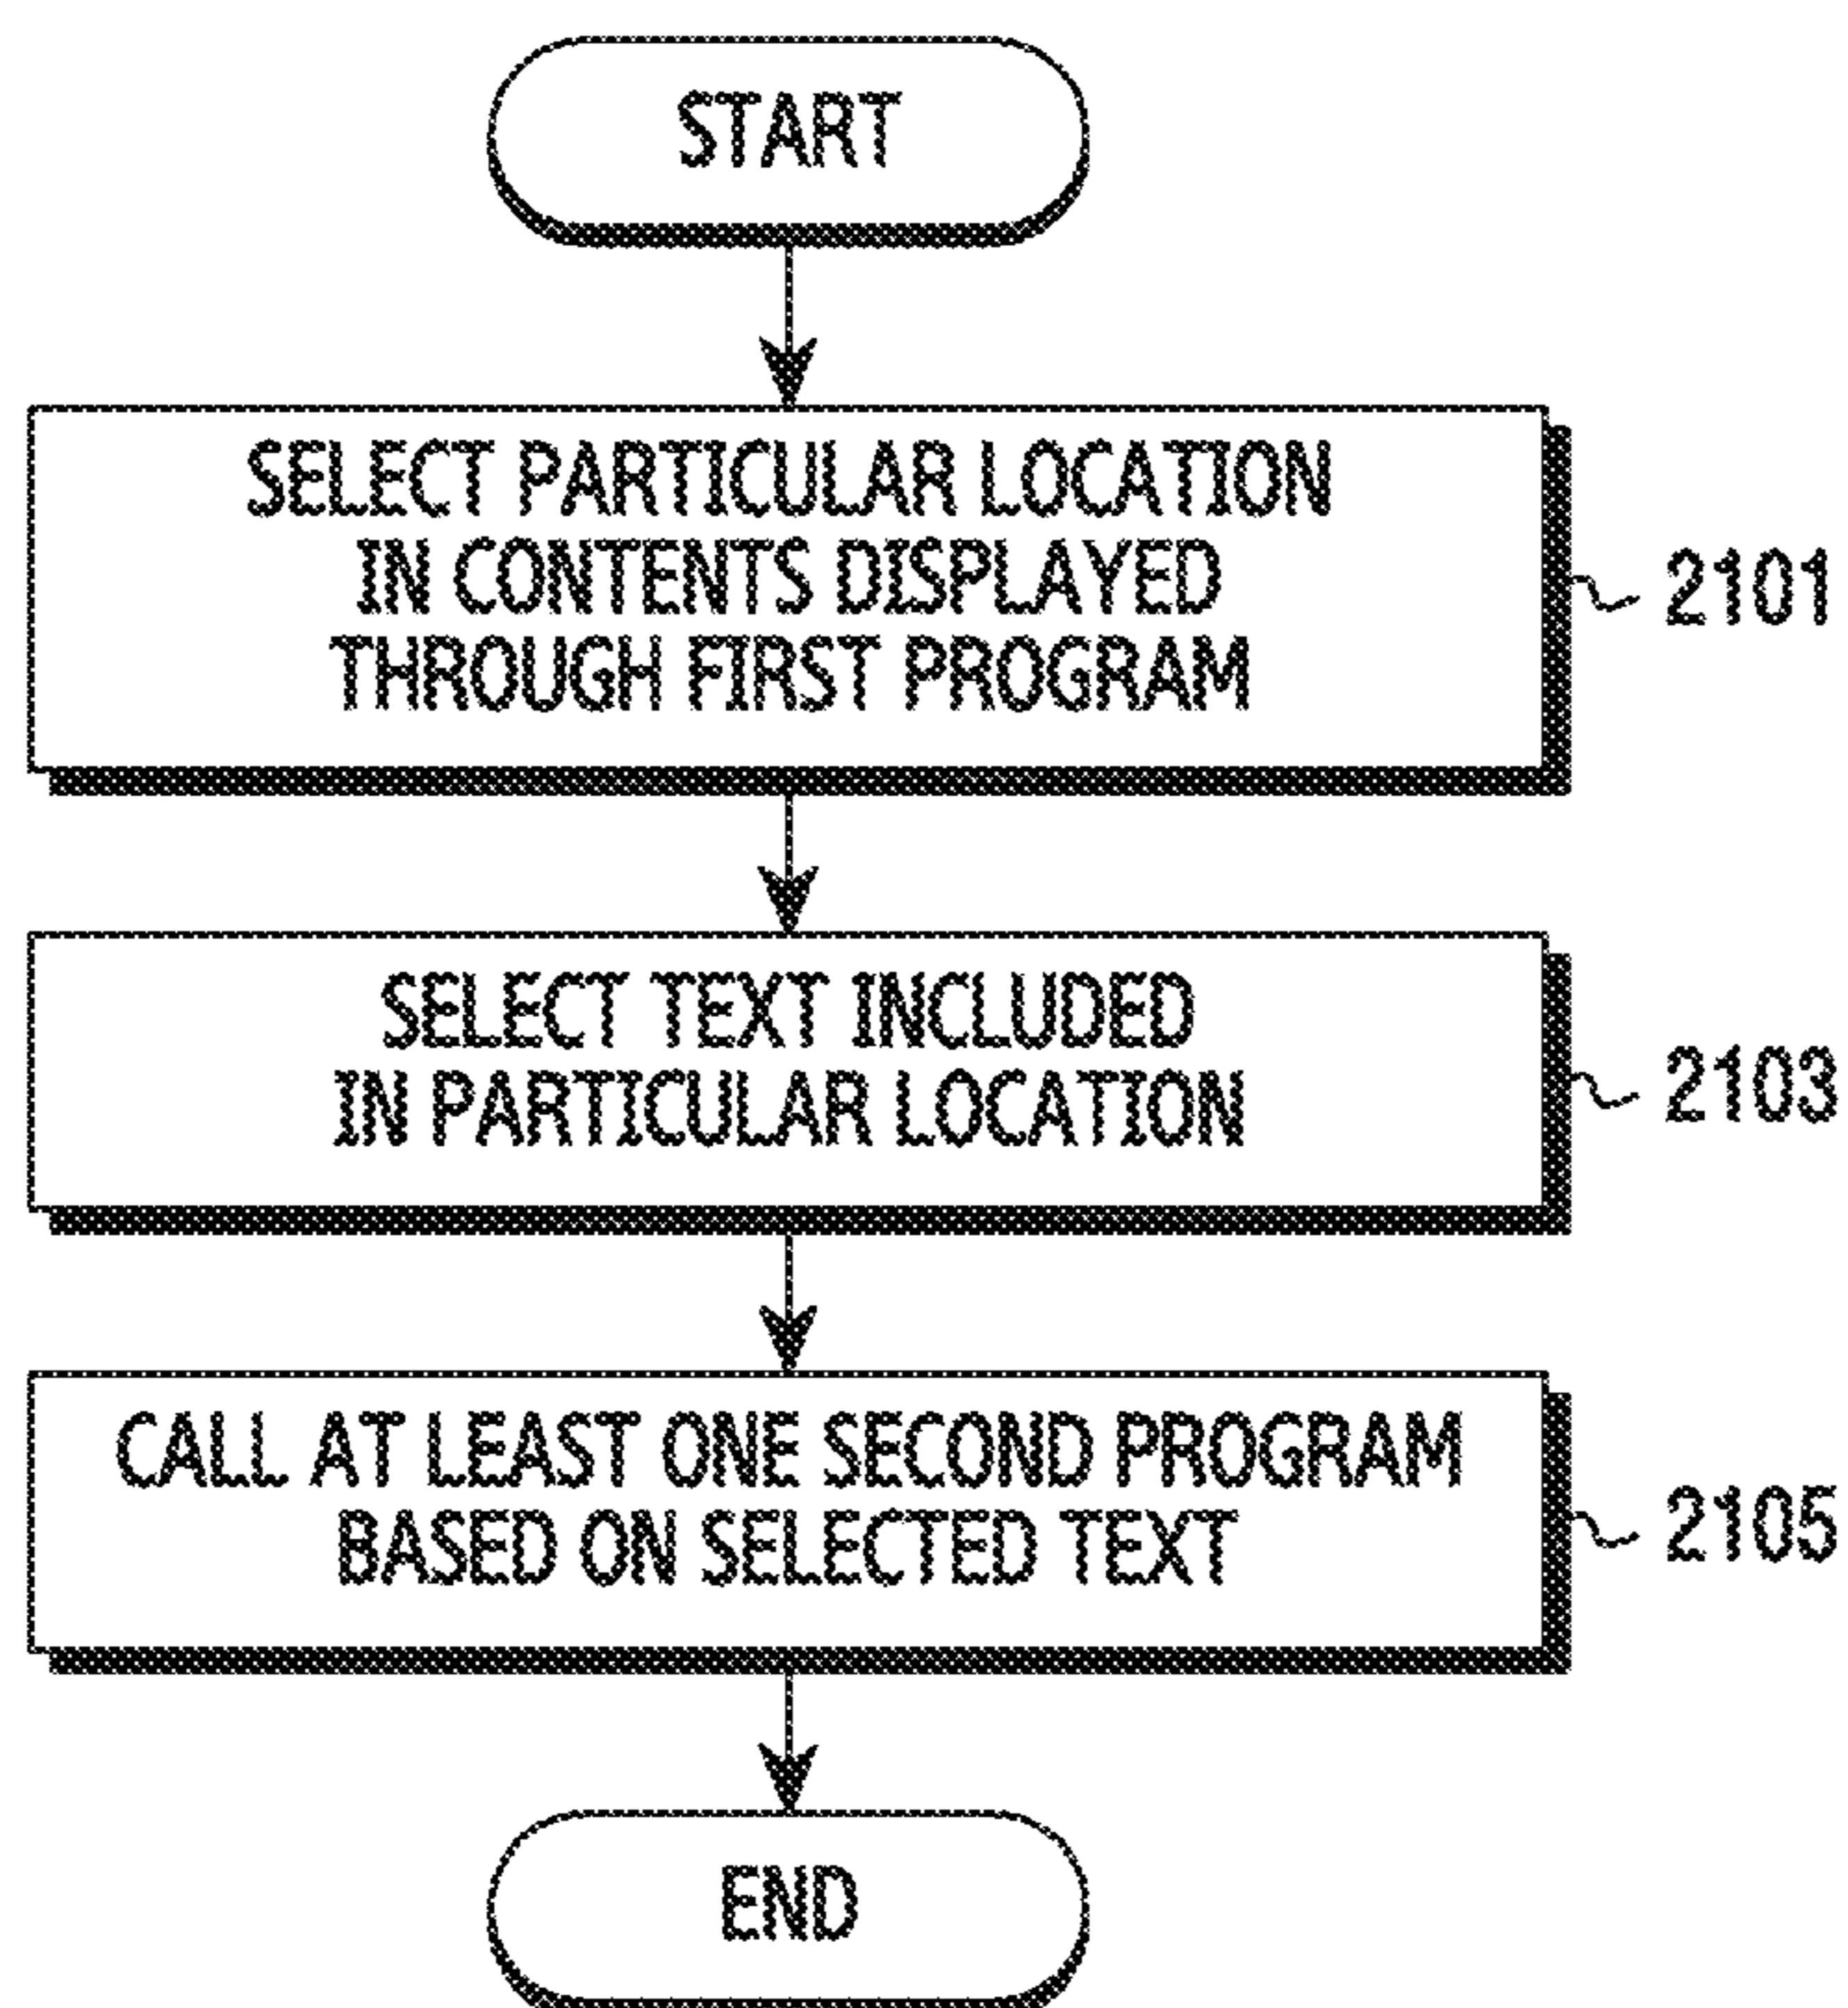 START
SELECT PARTICULAR LOCATION
IN CONTENTS DISPLAYED
THROUGH FIRST PROGRAM
2101
SELECT TEXT INCLUDED
IN PARTICULAR LOCATION
2103
CALL AT LEAST ONE SECOND PROGRAM
BASED ON SELECTED TEXT
2105
END